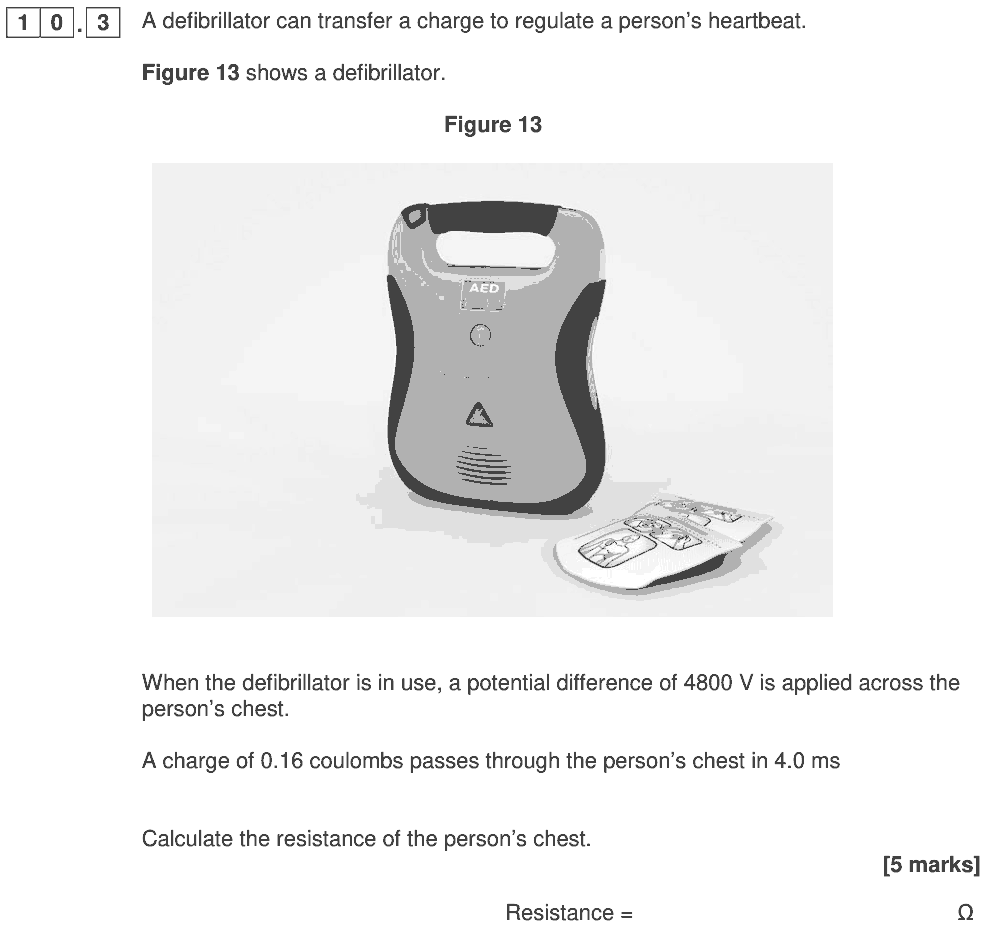 10.3 A defibrillator can transfer a charge to regulate a person's heartbeat.
Figure 13 shows a defibrillator.
Figure 13
AED
When the defibrillator is in use, a potential difference of 4800 V is applied across the
person's chest.
A charge of 0.16 coulombs passes through the person's chest in 4.0 ms
Calculate the resistance of the person's chest.
[5 marks]
Resistance = Ω